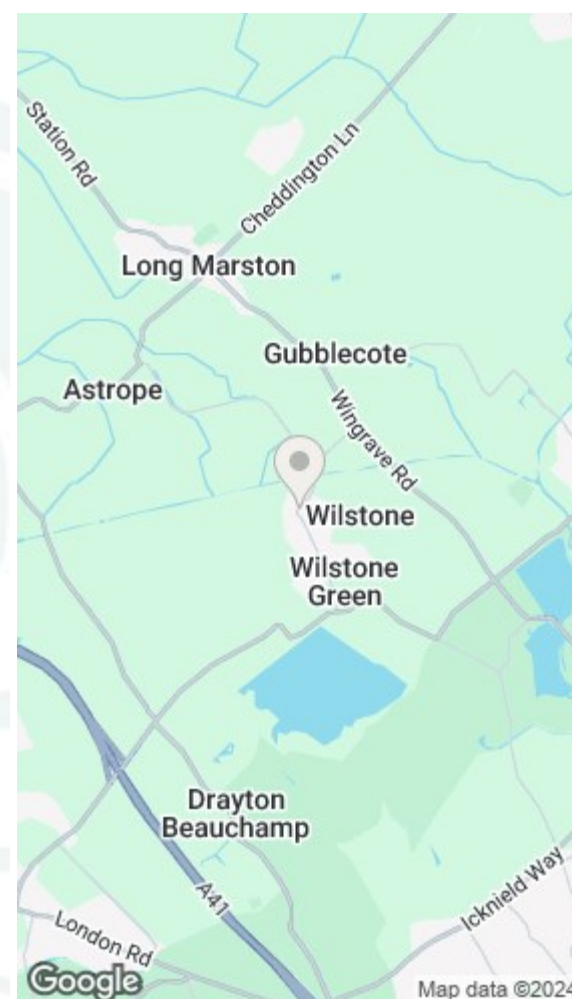 Station Rd
Cheddington Ln
Long Marston
Gubblecote
Astrope
Wingrave Rd
Wilstone
Wilstone
Green
Drayton
Beauchamp
A41
Icknield Way
London Rd
Google
Map data ©2024